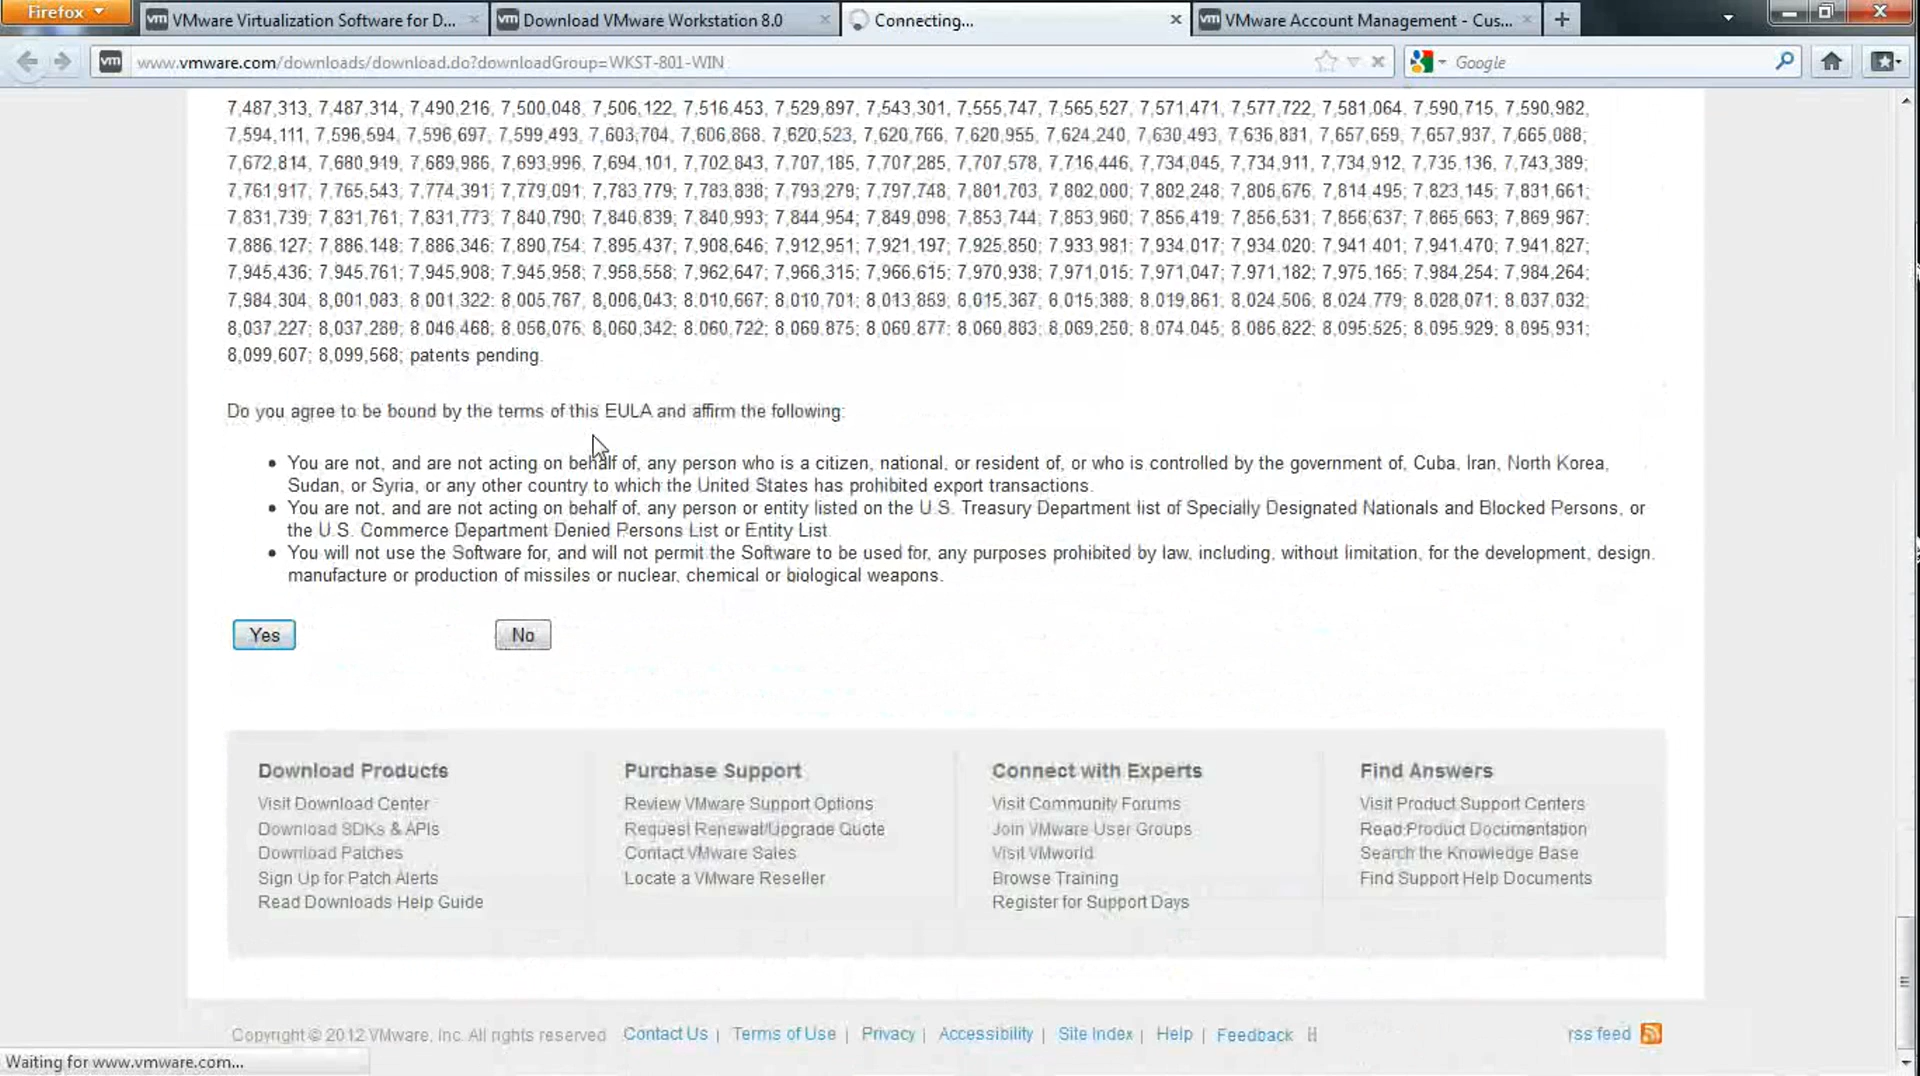 Firefox
VMware Virtualization Software for D...
Download VMware Workstation 8.0
Connecting...
VMware Account Management - Cus...
www.vmware.com/downloads/download.do?downloadGroup=WKST-801-WIN
Google
7,487,313, 7,487,314, 7,490,216, 7,500,048, 7,506,122, 7,516,453, 7,529,897, 7,543,301, 7,555,747, 7,565,527, 7,571,471, 7,577,722, 7,581,064, 7,590,715, 7,590,982,
7,594,111, 7,596,594, 7,596,697, 7,599,493, 7,603,704, 7,606,868, 7,620,523, 7,620,766, 7,620,955, 7,624,240, 7,630,493, 7,636,831, 7,657,659, 7,657,937, 7,665,088;
7,672,814, 7,680,919, 7,689,986, 7,693,996, 7,694,101, 7,702,843, 7,707,185, 7,707,285, 7,707,578, 7,716,446, 7,734,045, 7,734,911, 7,734,912, 7,735,136, 7,743,389;
7,761,917; 7,765,543; 7,774,391; 7,779,091; 7,783,779; 7,783,838; 7,793,279; 7,797,748; 7,801,703; 7,802,000; 7,802,248; 7,805,676; 7,814,495; 7,823,145; 7,831,661;
7,831,739; 7,831,761; 7,831,773; 7,840,790; 7,840,839; 7,840,993; 7,844,954; 7,849,098; 7,853,744; 7,853,960; 7,856,419; 7,856,531; 7,856,637; 7,865,663; 7,869,967;
7,886,127; 7,886,148; 7,886,346; 7,890,754; 7,895,437; 7,908,646; 7,912,951; 7,921,197; 7,925,850; 7,933,981; 7,934,017; 7,934,020; 7,941,401; 7,941,470; 7,941,827;
7,945,436; 7,945,761; 7,945,908; 7,945,958; 7,958,558; 7,962,647; 7,966,315; 7,966,615; 7,970,938; 7,971,015; 7,971,047; 7,971,182; 7,975,165; 7,984,254; 7,984,264;
7,984,304; 8,001,083; 8,001,322; 8,005,767; 8,006,043; 8,010,667; 8,010,701; 8,013,859; 8,015,367; 8,015,388; 8,019,861; 8,024,506; 8,024,779; 8,028,071; 8,037,032;
8,037,227; 8,037,280; 8,046,468; 8,056,076; 8,060,342; 8,060,722; 8,060,875; 8,060,877; 8,060,883; 8,069,250; 8,074,045; 8,086,822; 8,095,525; 8,095,929; 8,095,931;
8,099,607; 8,099,568; patents pending.
Do you agree to be bound by the terms of this EULA and affirm the following:
• You are not, and are not acting on behalf of, any person who is a citizen, national, or resident of, or who is controlled by the government of, Cuba, Iran, North Korea,
Sudan, or Syria, or any other country to which the United States has prohibited export transactions.
• You are not, and are not acting on behalf of, any person or entity listed on the U.S. Treasury Department list of Specially Designated Nationals and Blocked Persons, or
the U.S. Commerce Department Denied Persons List or Entity List.
• You will not use the Software for, and will not permit the Software to be used for, any purposes prohibited by law, including, without limitation, for the development, design,
manufacture or production of missiles or nuclear, chemical or biological weapons.
Yes No
Download Products
Visit Download Center
Download SDKs & APIs
Download Patches
Sign Up for Patch Alerts
Read Downloads Help Guide
Purchase Support
Review VMware Support Options
Request Renewal/Upgrade Quote
Contact VMware Sales
Locate a VMware Reseller
Connect with Experts
Visit Community Forums
Join VMware User Groups
Visit VMworld
Browse Training
Register for Support Days
Find Answers
Visit Product Support Centers
Read Product Documentation
Search the Knowledge Base
Find Support Help Documents
Copyright © 2012 VMware, Inc. All rights reserved Contact Us | Terms of Use | Privacy | Accessibility | Site Index | Help | Feedback
rss feed
Waiting for www.vmware.com...